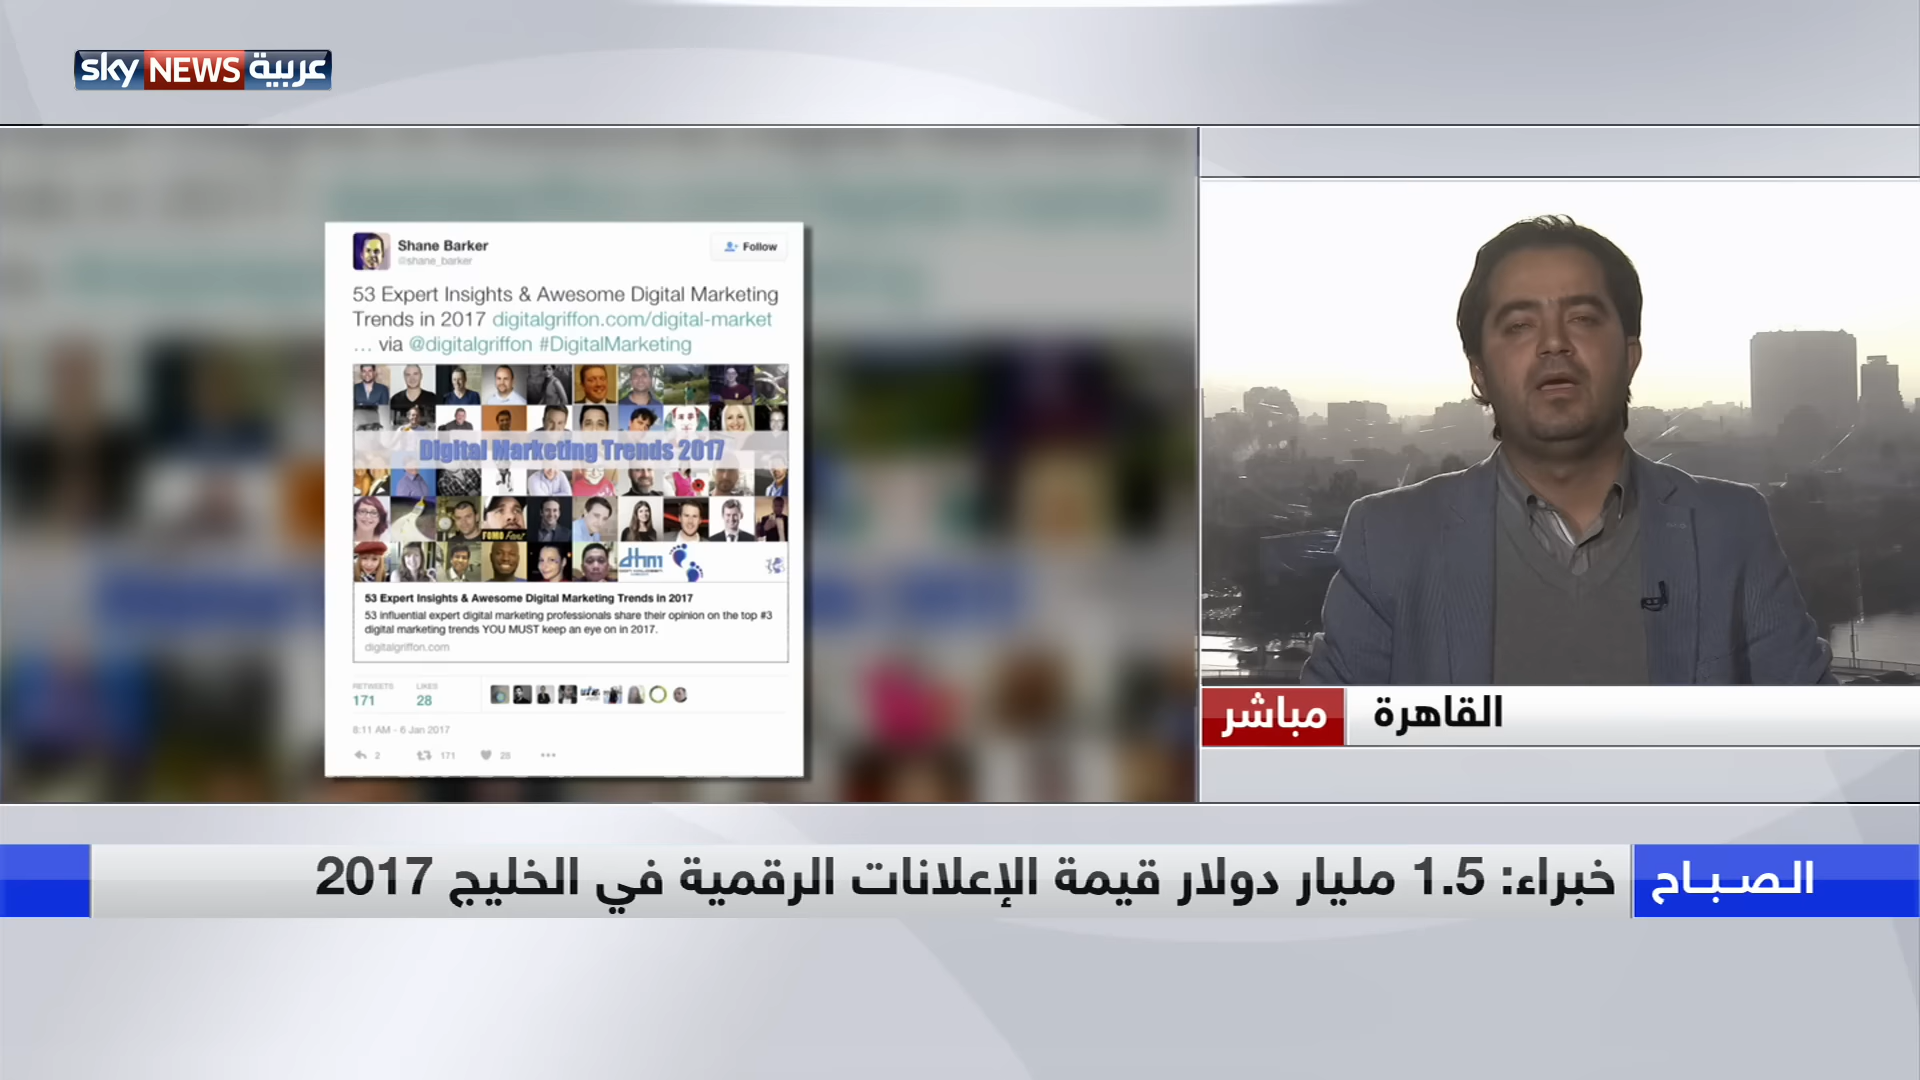 sky NEWS عربية
Shane Barker
@shane_barker
Follow
53 Expert Insights & Awesome Digital Marketing
Trends in 2017 digitalgriffon.com/digital-market
... via @digitalgriffon #DigitalMarketing
Digital Marketing Trends 2017
FOMO Fans
dhm
53 Expert Insights & Awesome Digital Marketing Trends in 2017
53 influential expert digital marketing professionals share their opinion on the top #3
digital marketing trends YOU MUST keep an eye on in 2017.
digitalgriffon.com
RETWEETS LIKES
171 28
8:11 AM - 6 Jan 2017
2 171 28
القاهرة
مباشر
الصباح
خبراء: 1.5 مليار دولار قيمة الإعلانات الرقمية في الخليج 2017